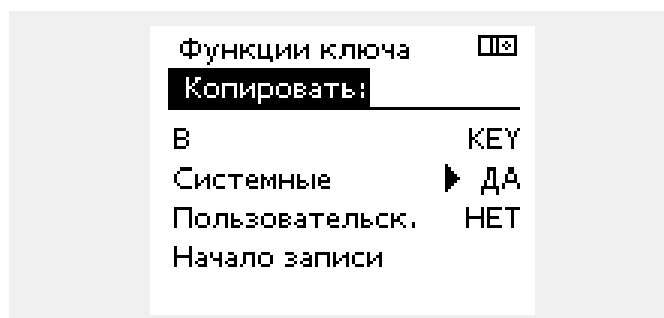 Функции ключа
Копировать:
В KEY
Системные ДА
Пользовательск. НЕТ
Начало записи